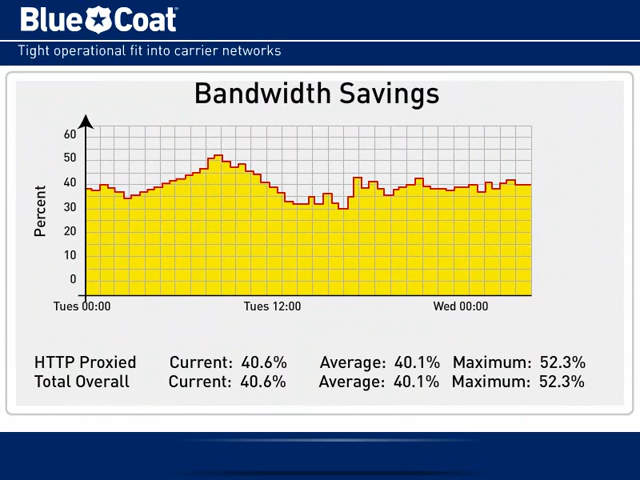 Blue Coat
Tight operational fit into carrier networks
Bandwidth Savings
60
50
40
30
20
10
0
Percent
Tues 00:00 Tues 12:00 Wed 00:00
HTTP Proxied Current: 40.6% Average: 40.1% Maximum: 52.3%
Total Overall Current: 40.6% Average: 40.1% Maximum: 52.3%